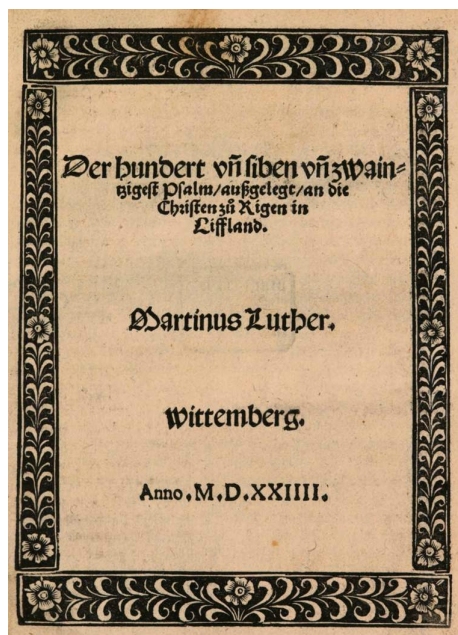 Der hundert vñ siben vñ zwain⸗
tzigest Psalm/außgelegt/an die
Christen zů Rigen in
Liffland.
Martinus Luther.
Wittemberg.
Anno.M.D.XXIIII.